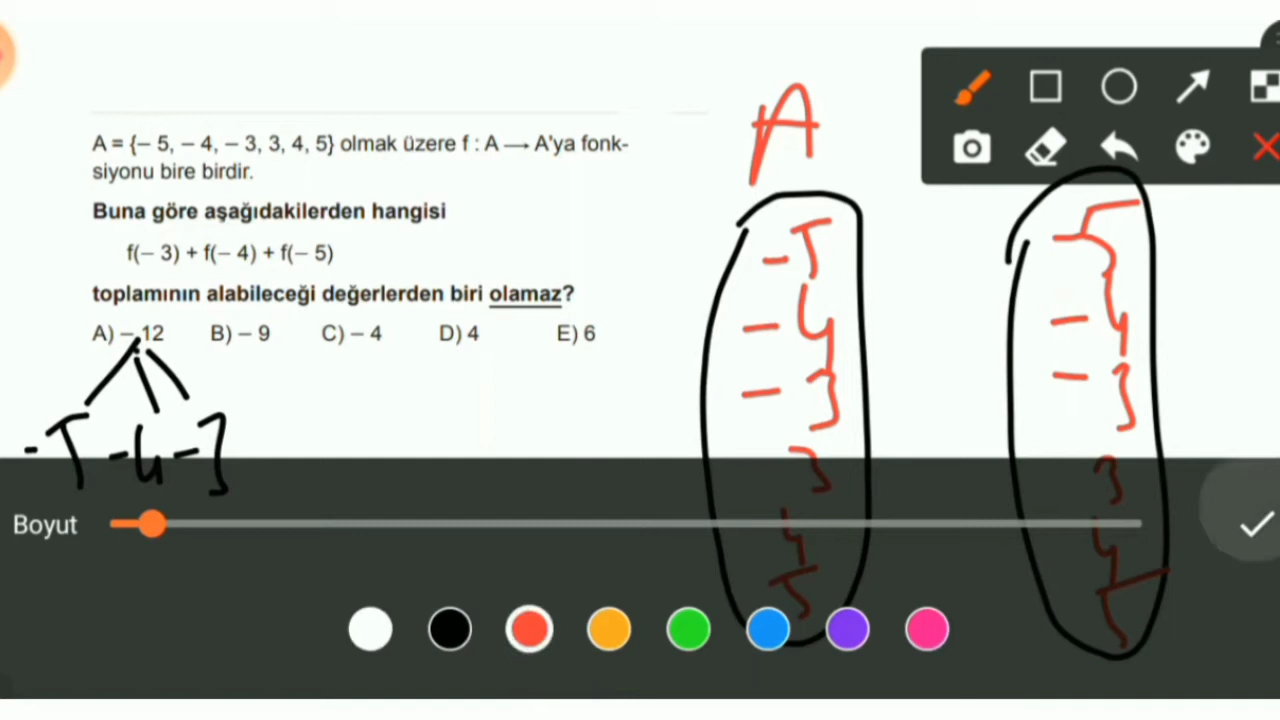 A = {– 5, – 4, – 3, 3, 4, 5} olmak üzere f : A → A'ya fonk-
siyonu bire birdir.
Buna göre aşağıdakilerden hangisi
f(– 3) + f(– 4) + f(– 5)
toplamının alabileceği değerlerden biri olamaz?
A) – 12 B) – 9 C) – 4 D) 4 E) 6
-5 -4 -3
Boyut
A
-5
-4
-3
3
4
5
-5
-4
-3
3
4
5